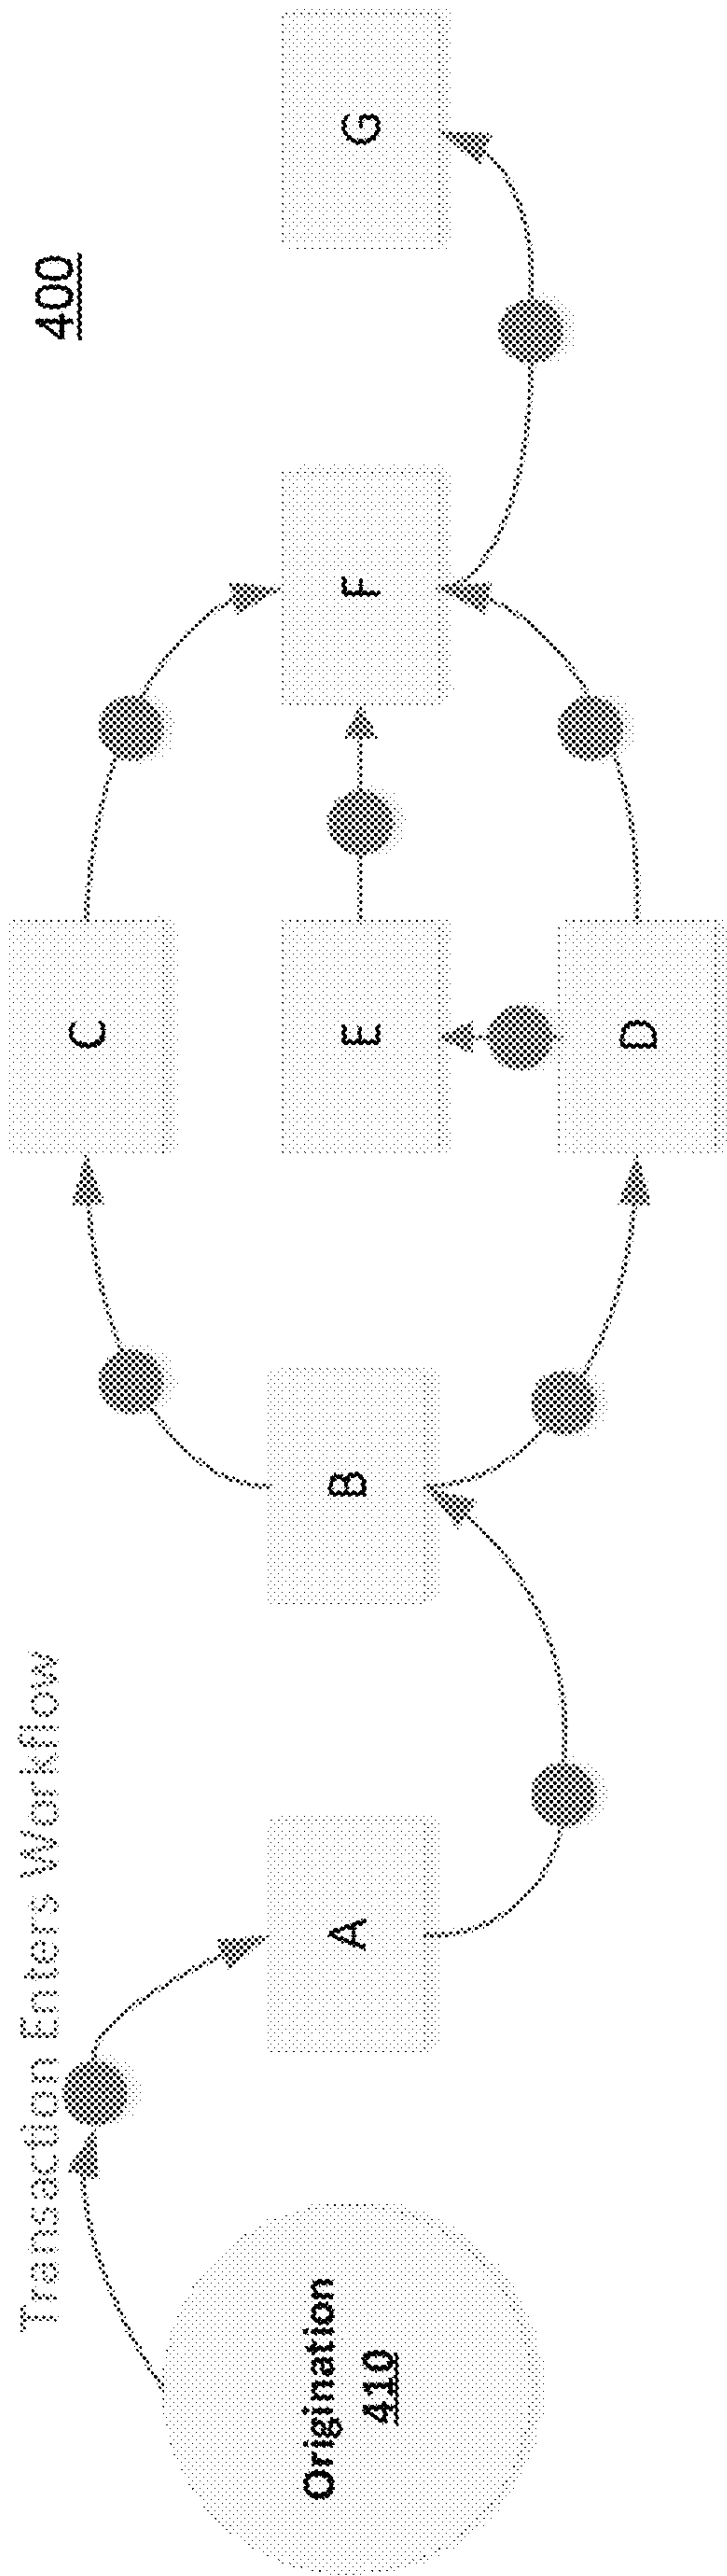 400
Transaction Enters Workflow
Origination
410
A
B
C
E
D
F
G